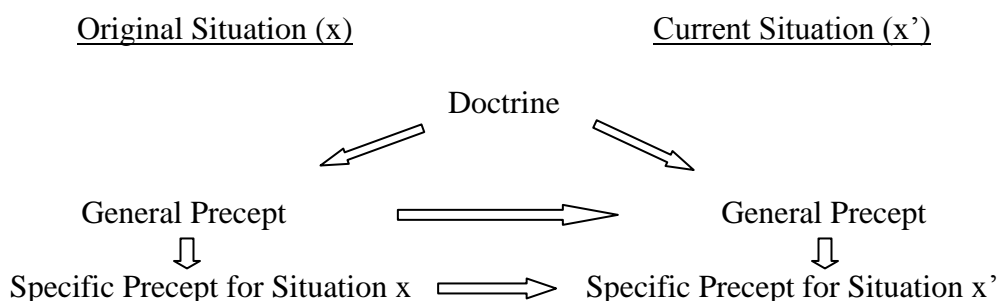 Original Situation (x) Current Situation (x’)
Doctrine
General Precept General Precept
Specific Precept for Situation x Specific Precept for Situation x’